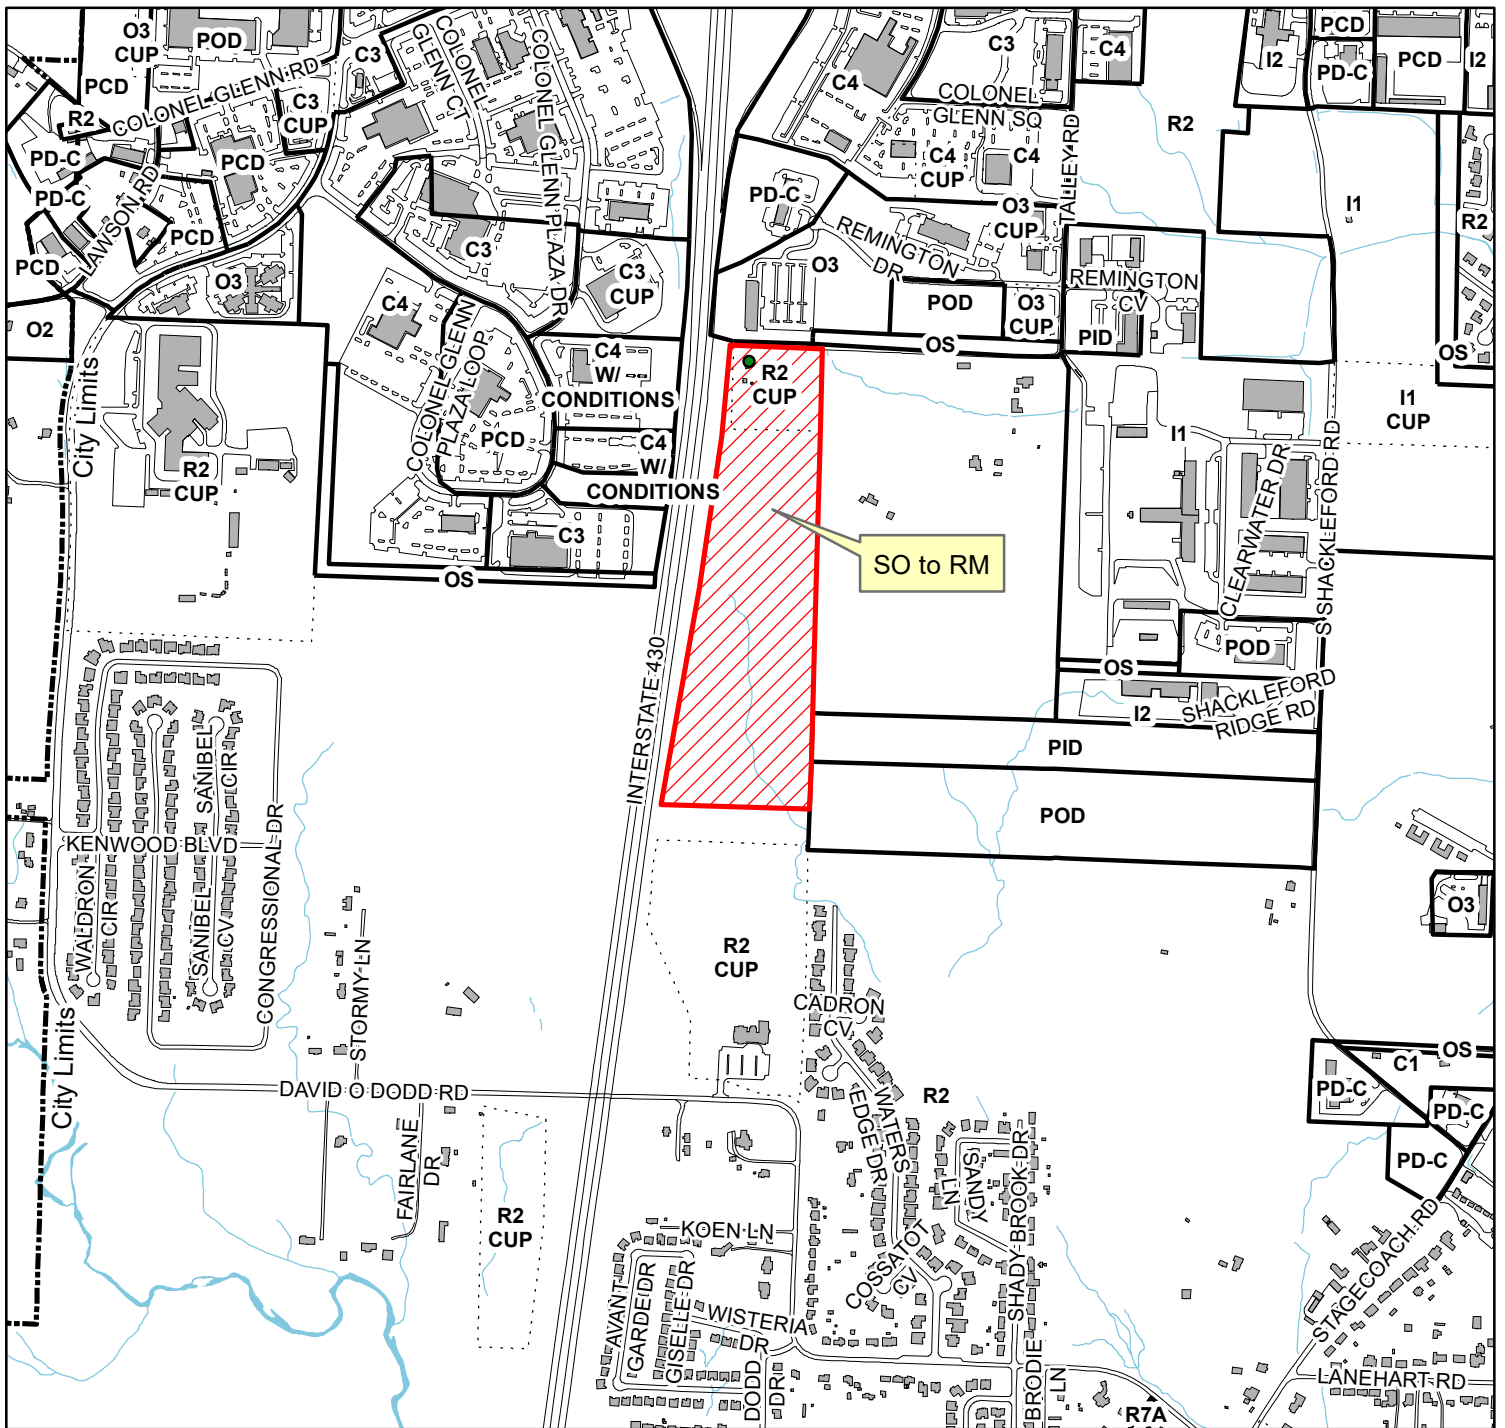 O3
CUP
POD
PCD
COLONEL GLENN RD
C3
C3
CUP
COLONEL
GLENN CT
COLONEL GLENN PLAZA DR
R2
PD-C
PD-C
LAWSON RD
PCD
PCD
PCD
O3
O2
City Limits
C3
C3
CUP
C4
COLONEL GLENN
PLAZA LOOP
PCD
C4
W/
CONDITIONS
C4
W/
CONDITIONS
C3
OS
R2
CUP
C4
C3
C4
COLONEL
GLENN SQ
C4
CUP
C4
TALLEY RD
PD-C
O3
CUP
REMINGTON
DR
O3
POD
O3
CUP
OS
REMINGTON
CV
PID
R2
I2
PCD
PD-C
PCD
I2
I1
R2
OS
I1
CUP
R2
CUP
SO to RM
I1
CLEARWATER DR
S SHACKLEFORD RD
POD
OS
I2
SHACKLEFORD
RIDGE RD
PID
POD
INTERSTATE 430
KENWOOD BLVD
WALDRON
CIR
SANIBEL
CIR
SANIBEL
CV
CONGRESSIONAL DR
STORMY LN
City Limits
DAVID O DODD RD
FAIRLANE
DR
R2
CUP
R2
CUP
CADRON
CV
WATERS
EDGE DR
R2
SANDY
LN
SHADY BROOK DR
COSSATOT
CV
KOEN LN
AVANT
GARDE DR
GISELLE DR
WISTERIA
DR
DODD
DR
BRODIE
LN
R7A
O3
OS
C1
PD-C
PD-C
PD-C
STAGECOACH RD
LANEHART RD